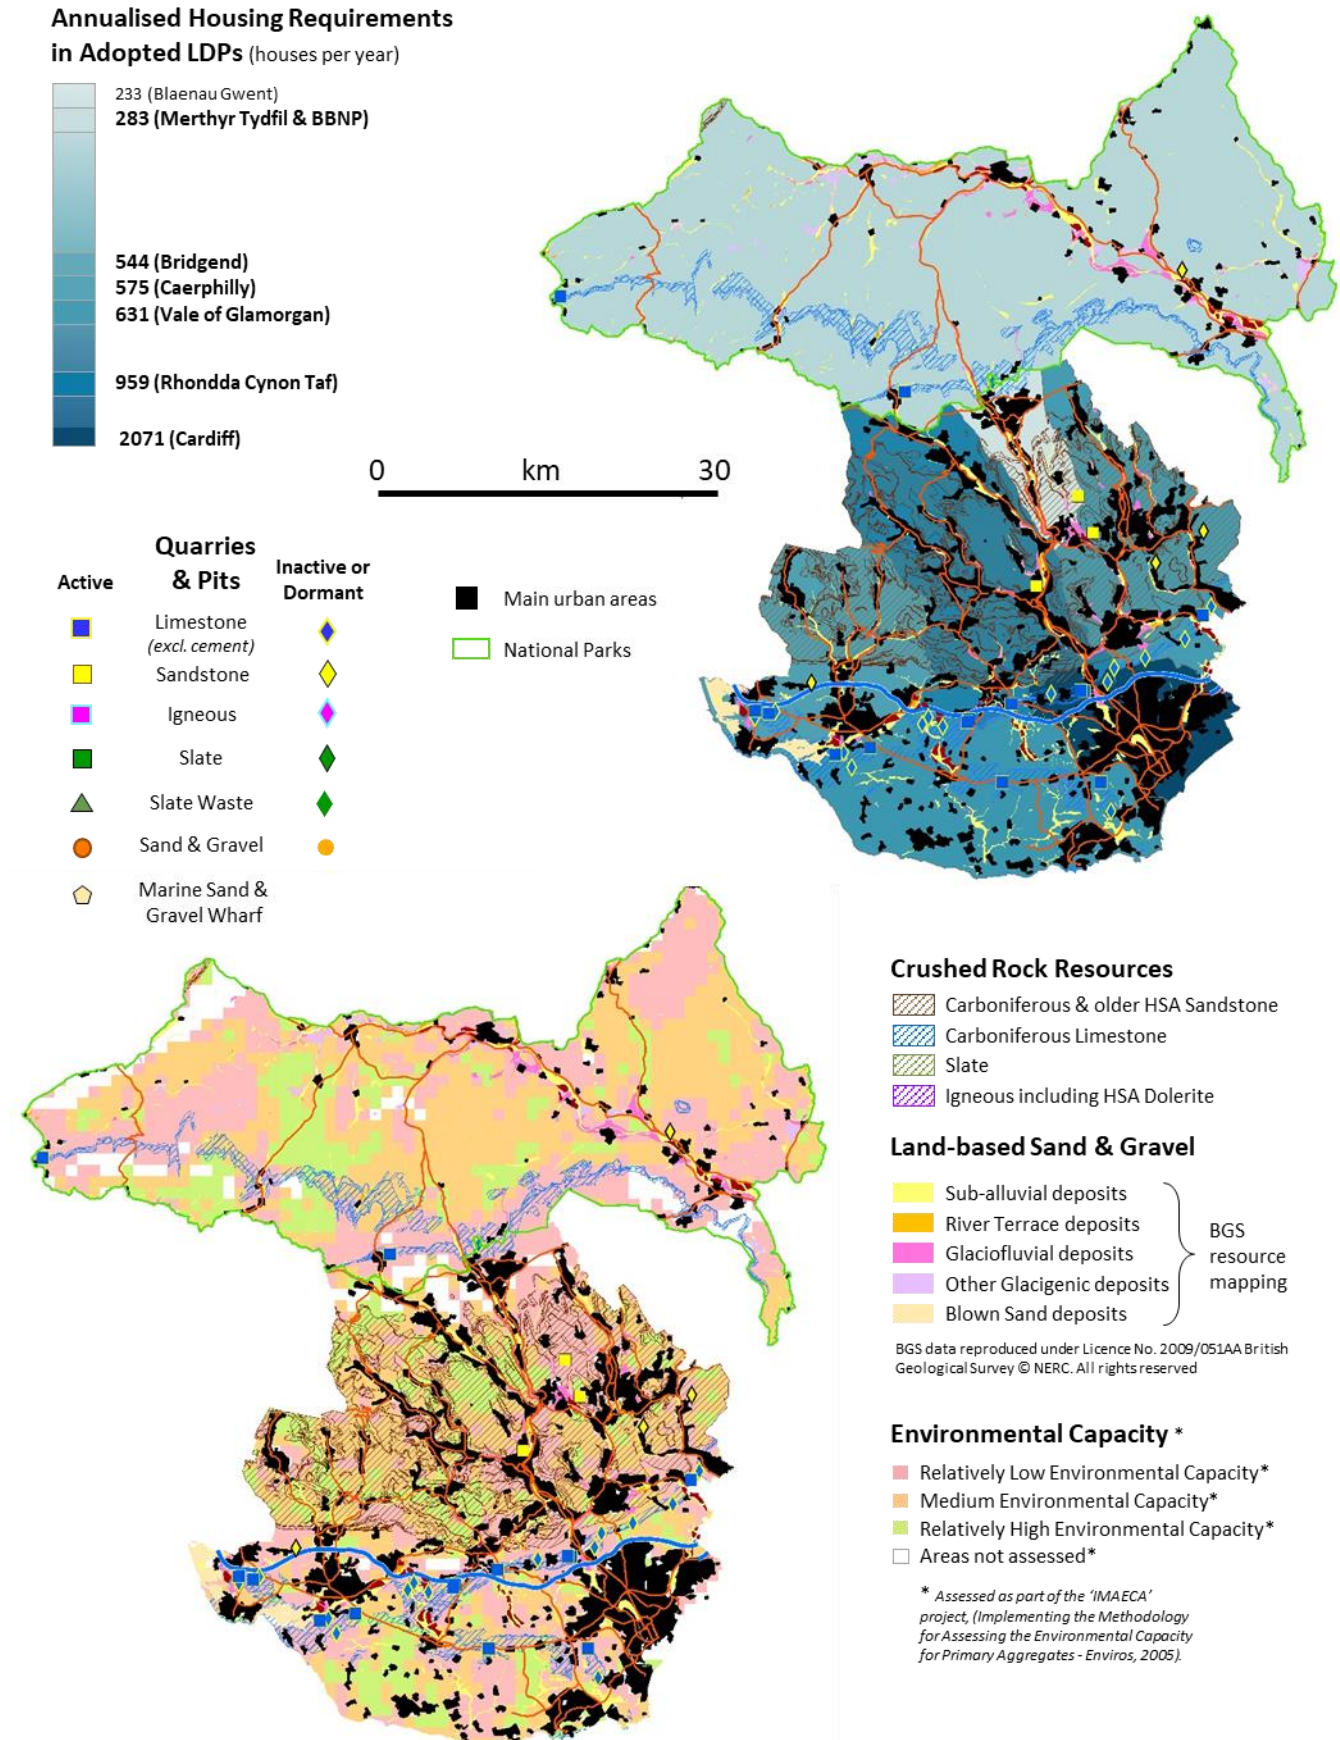 Annualised Housing Requirements
in Adopted LDPs (houses per year)
233 (Blaenau Gwent)
283 (Merthyr Tydfil & BBNP)
544 (Bridgend)
575 (Caerphilly)
631 (Vale of Glamorgan)
959 (Rhondda Cynon Taf)
2071 (Cardiff)
0 km 30
Quarries
& Pits
Active
Inactive or
Dormant
Limestone
(excl. cement)
Sandstone
Igneous
Slate
Slate Waste
Sand & Gravel
Marine Sand &
Gravel Wharf
Main urban areas
National Parks
Crushed Rock Resources
Carboniferous & older HSA Sandstone
Carboniferous Limestone
Slate
Igneous including HSA Dolerite
Land-based Sand & Gravel
Sub-alluvial deposits
River Terrace deposits
Glaciofluvial deposits
Other Glacigenic deposits
Blown Sand deposits
BGS
resource
mapping
BGS data reproduced under Licence No. 2009/051AA British
Geological Survey © NERC. All rights reserved
Environmental Capacity *
Relatively Low Environmental Capacity*
Medium Environmental Capacity*
Relatively High Environmental Capacity*
Areas not assessed*
* Assessed as part of the ‘IMAECA’
project, (Implementing the Methodology
for Assessing the Environmental Capacity
for Primary Aggregates - Enviros, 2005).